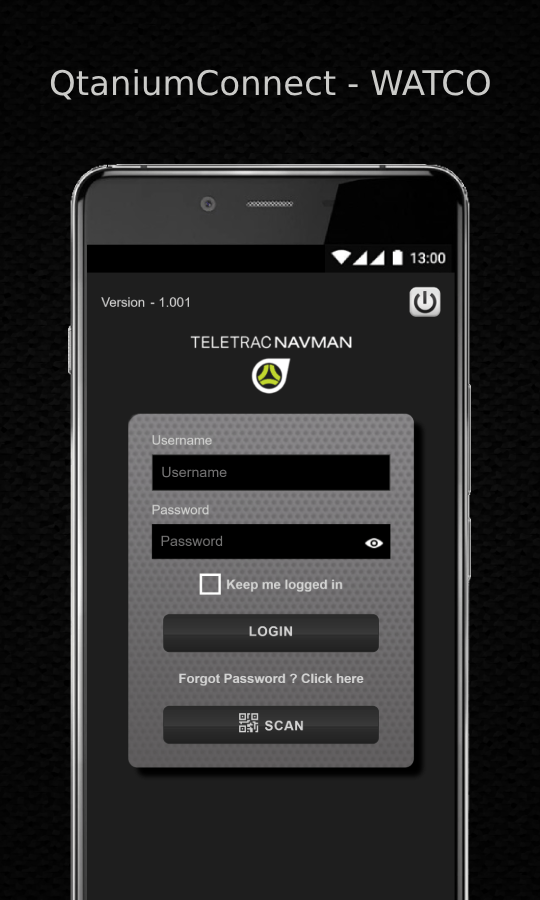 QtaniumConnect - WATCO
13:00
Version - 1.001
TELETRAC NAVMAN
Username
Username
Password
Password
Keep me logged in
LOGIN
Forgot Password ? Click here
SCAN